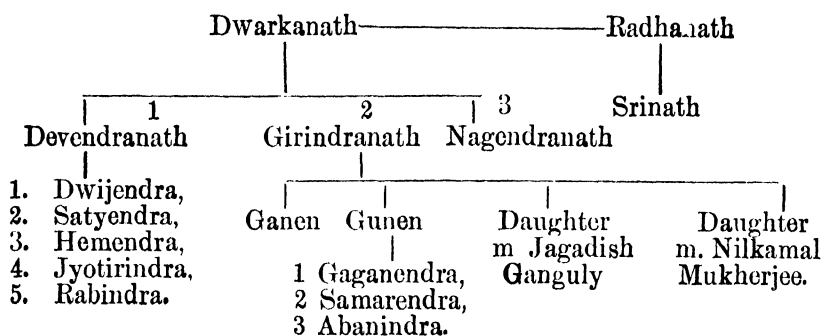 Dwarkanath Radhanath
1 2 3 Srinath
Devendranath Girindranath Nagendranath
1. Dwijendra,
2. Satyendra,
3. Hemendra,
4. Jyotirindra,
5. Rabindra.
Ganen Gunen Daughter Daughter
m Jagadish m. Nilkamal
Ganguly Mukherjee.
1 Gaganendra,
2 Samarendra,
3 Abanindra.